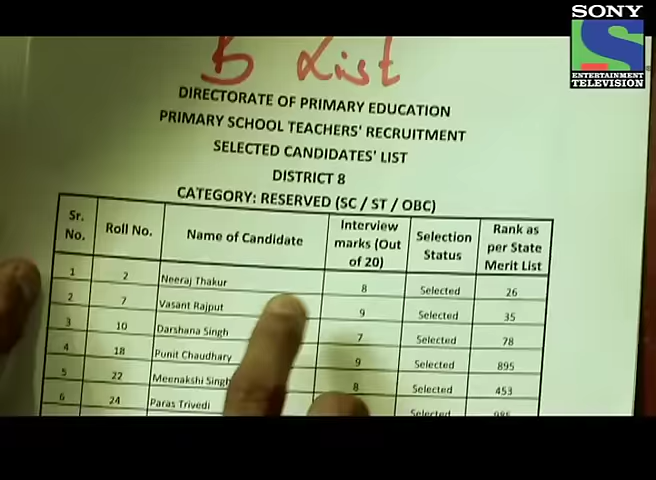 SONY
ENTERTAINMENT
TELEVISION
B List
DIRECTORATE OF PRIMARY EDUCATION
PRIMARY SCHOOL TEACHERS' RECRUITMENT
SELECTED CANDIDATES' LIST
DISTRICT 8
CATEGORY: RESERVED (SC / ST / OBC)
Sr. No. Roll No. Name of Candidate Interview marks (Out of 20) Selection Status Rank as per State Merit List
1 2 Neeraj Thakur 8 Selected 26
2 7 Vasant Rajput 9 Selected 35
3 10 Darshana Singh 7 Selected 78
4 18 Punit Chaudhary 9 Selected 895
5 22 Meenakshi Singh 8 Selected 453
6 24 Paras Trivedi Selected